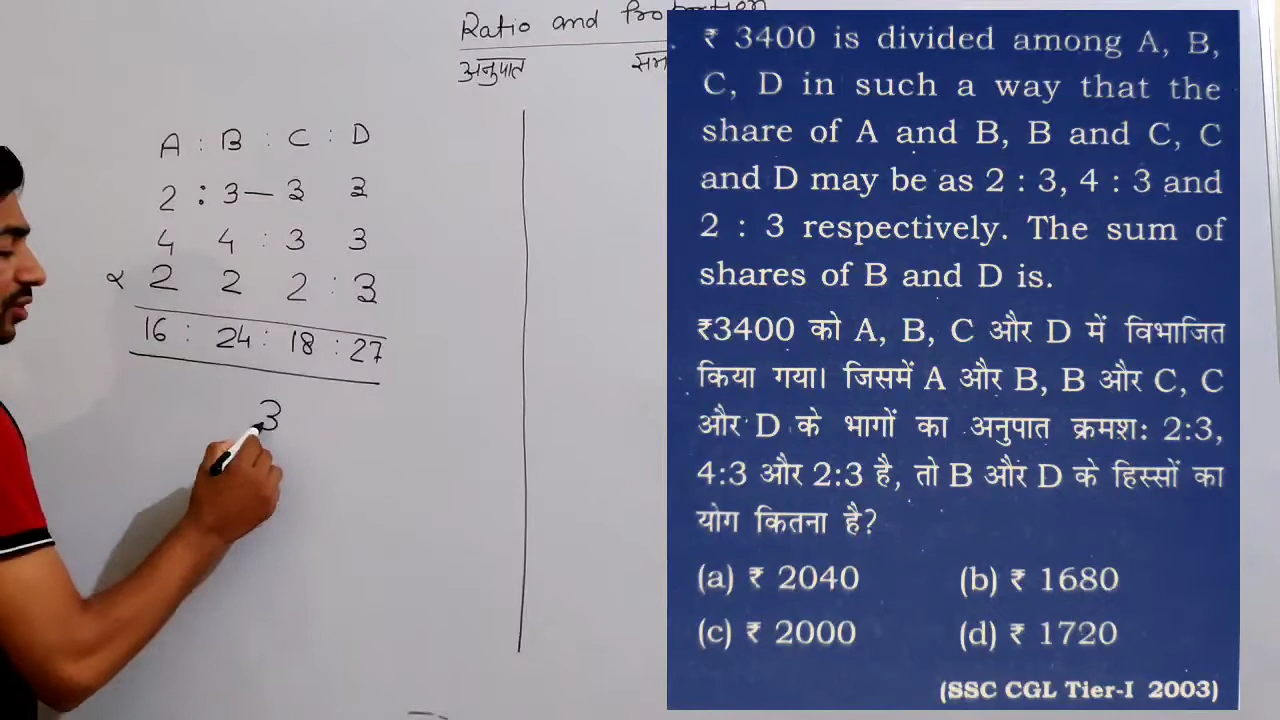 Ratio and
अनुपात
A : B : C : D
2 : 3 — 3 3
4 4 : 3 3
2 2 2 : 3
16 : 24 : 18 : 27
3
₹ 3400 is divided among A, B,
C, D in such a way that the
share of A and B, B and C, C
and D may be as 2 : 3, 4 : 3 and
2 : 3 respectively. The sum of
shares of B and D is.
₹3400 को A, B, C और D में विभाजित
किया गया। जिसमें A और B, B और C, C
और D के भागों का अनुपात क्रमश: 2:3,
4:3 और 2:3 है, तो B और D के हिस्सों का
योग कितना है?
(a) ₹ 2040 (b) ₹ 1680
(c) ₹ 2000 (d) ₹ 1720
(SSC CGL Tier-I 2003)